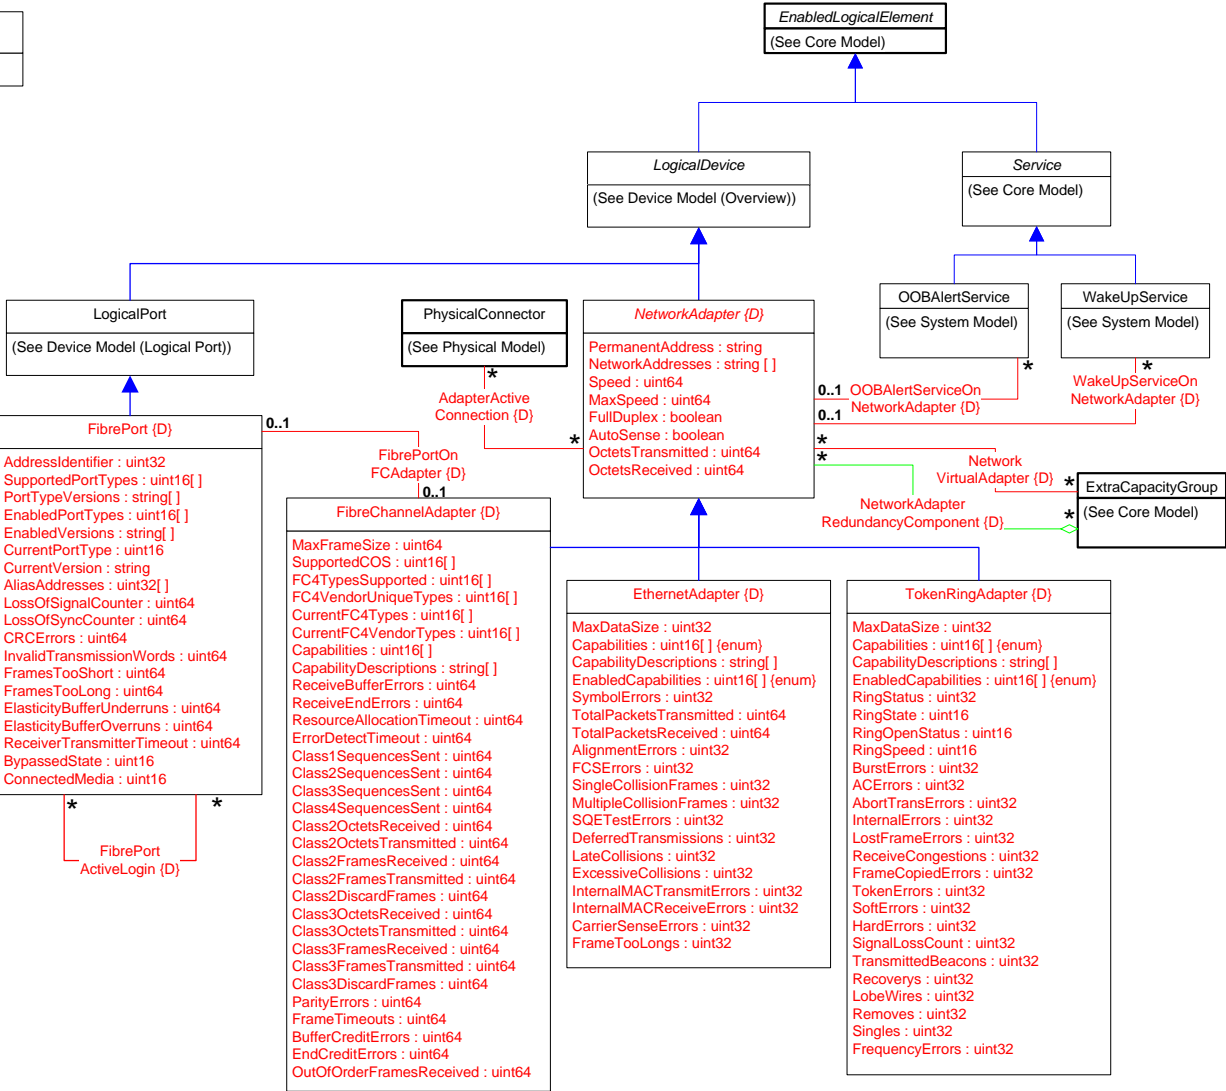 EnabledLogicalElement
(See Core Model)
LogicalDevice
(See Device Model (Overview))
Service
(See Core Model)
LogicalPort
(See Device Model (Logical Port))
PhysicalConnector
(See Physical Model)
*
AdapterActive
Connection {D}
*
NetworkAdapter {D}
PermanentAddress : string
NetworkAddresses : string [ ]
Speed : uint64
MaxSpeed : uint64
FullDuplex : boolean
AutoSense : boolean
OctetsTransmitted : uint64
OctetsReceived : uint64
OOBAlertService
(See System Model)
*
WakeUpService
(See System Model)
*
0..1
OOBAlertServiceOn
NetworkAdapter {D}
0..1
WakeUpServiceOn
NetworkAdapter {D}
*
Network
VirtualAdapter {D}
*
*
NetworkAdapter
RedundancyComponent {D}
*
ExtraCapacityGroup
(See Core Model)
FibrePort {D}
AddressIdentifier : uint32
SupportedPortTypes : uint16[ ]
PortTypeVersions : string[ ]
EnabledPortTypes : uint16[ ]
EnabledVersions : string[ ]
CurrentPortType : uint16
CurrentVersion : string
AliasAddresses : uint32[ ]
LossOfSignalCounter : uint64
LossOfSyncCounter : uint64
CRCErrors : uint64
InvalidTransmissionWords : uint64
FramesTooShort : uint64
FramesTooLong : uint64
ElasticityBufferUnderruns : uint64
ElasticityBufferOverruns : uint64
ReceiverTransmitterTimeout : uint64
BypassedState : uint16
ConnectedMedia : uint16
*
*
FibrePort
ActiveLogin {D}
0..1
FibrePortOn
FCAdapter {D}
0..1
FibreChannelAdapter {D}
MaxFrameSize : uint64
SupportedCOS : uint16[ ]
FC4TypesSupported : uint16[ ]
FC4VendorUniqueTypes : uint16[ ]
CurrentFC4Types : uint16[ ]
CurrentFC4VendorTypes : uint16[ ]
Capabilities : uint16[ ]
CapabilityDescriptions : string[ ]
ReceiveBufferErrors : uint64
ReceiveEndErrors : uint64
ResourceAllocationTimeout : uint64
ErrorDetectTimeout : uint64
Class1SequencesSent : uint64
Class2SequencesSent : uint64
Class3SequencesSent : uint64
Class4SequencesSent : uint64
Class2OctetsReceived : uint64
Class2OctetsTransmitted : uint64
Class2FramesReceived : uint64
Class2FramesTransmitted : uint64
Class2DiscardFrames : uint64
Class3OctetsReceived : uint64
Class3OctetsTransmitted : uint64
Class3FramesReceived : uint64
Class3FramesTransmitted : uint64
Class3DiscardFrames : uint64
ParityErrors : uint64
FrameTimeouts : uint64
BufferCreditErrors : uint64
EndCreditErrors : uint64
OutOfOrderFramesReceived : uint64
EthernetAdapter {D}
MaxDataSize : uint32
Capabilities : uint16[ ] {enum}
CapabilityDescriptions : string[ ]
EnabledCapabilities : uint16[ ] {enum}
SymbolErrors : uint32
TotalPacketsTransmitted : uint64
TotalPacketsReceived : uint64
AlignmentErrors : uint32
FCSErrors : uint32
SingleCollisionFrames : uint32
MultipleCollisionFrames : uint32
SQETestErrors : uint32
DeferredTransmissions : uint32
LateCollisions : uint32
ExcessiveCollisions : uint32
InternalMACTransmitErrors : uint32
InternalMACReceiveErrors : uint32
CarrierSenseErrors : uint32
FrameTooLongs : uint32
TokenRingAdapter {D}
MaxDataSize : uint32
Capabilities : uint16[ ] {enum}
CapabilityDescriptions : string[ ]
EnabledCapabilities : uint16[ ] {enum}
RingStatus : uint32
RingState : uint16
RingOpenStatus : uint16
RingSpeed : uint16
BurstErrors : uint32
ACErrors : uint32
AbortTransErrors : uint32
InternalErrors : uint32
LostFrameErrors : uint32
ReceiveCongestions : uint32
FrameCopiedErrors : uint32
TokenErrors : uint32
SoftErrors : uint32
HardErrors : uint32
SignalLossCount : uint32
TransmittedBeacons : uint32
Recoverys : uint32
LobeWires : uint32
Removes : uint32
Singles : uint32
FrequencyErrors : uint32